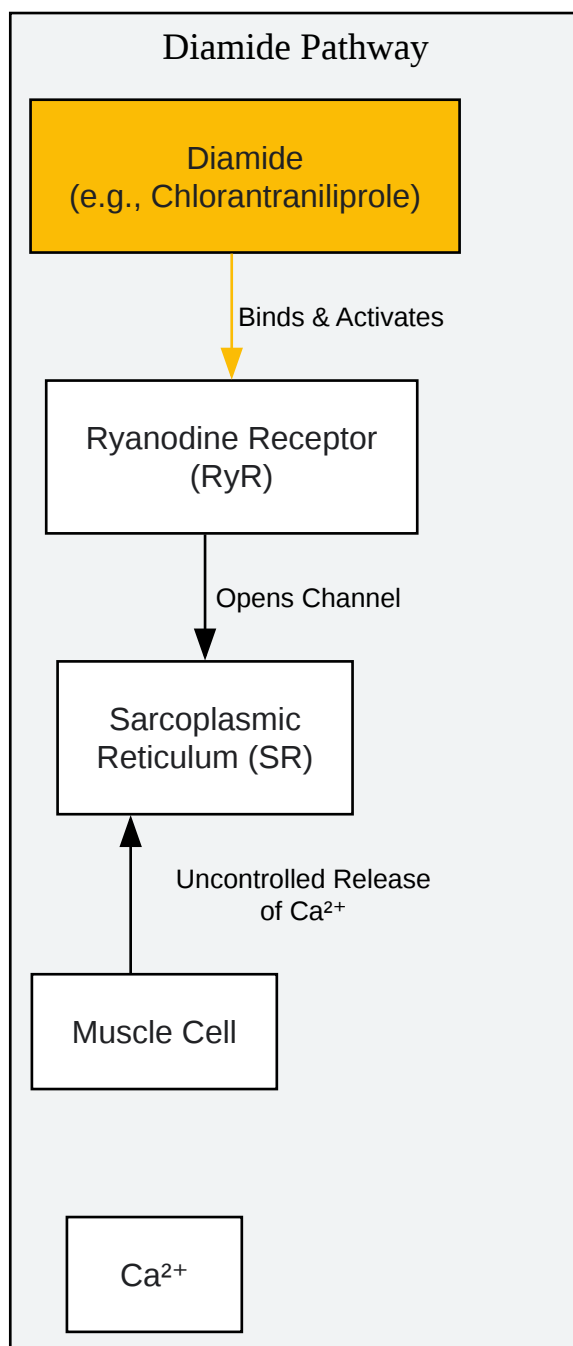 Diamide Pathway
Diamide
(e.g., Chlorantraniliprole)
Binds & Activates
Ryanodine Receptor
(RyR)
Opens Channel
Sarcoplasmic
Reticulum (SR)
Uncontrolled Release
of Ca²⁺
Muscle Cell
Ca²⁺